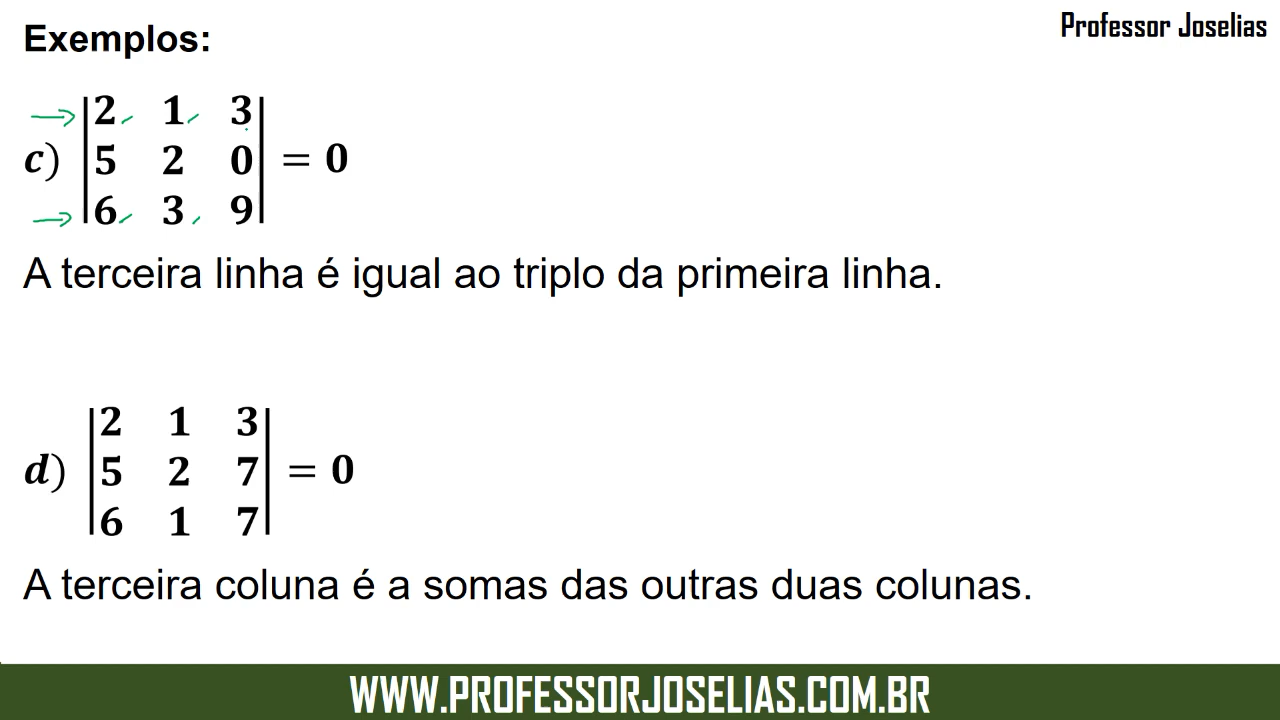 Exemplos:
Professor Joselias
2 1 3
c) 5 2 0 = 0
6 3 9
A terceira linha é igual ao triplo da primeira linha.
2 1 3
d) 5 2 7 = 0
6 1 7
A terceira coluna é a somas das outras duas colunas.
WWW.PROFESSORJOSELIAS.COM.BR